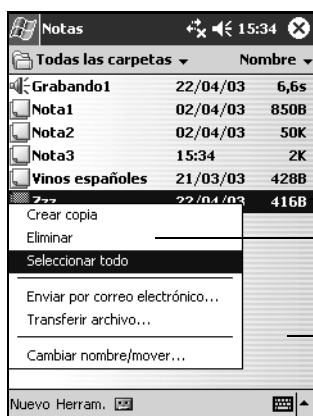 Notas 15:34
Todas las carpetas Nombre
Grabando1 22/04/03 6,6s
Nota1 02/04/03 850B
Nota2 02/04/03 50K
Nota3 15:34 2K
Vinos españoles 21/03/03 428B
Zzz 22/04/03 416B
Crear copia
Eliminar
Seleccionar todo
Enviar por correo electrónico...
Transferir archivo...
Cambiar nombre/mover...
Nuevo Herram.